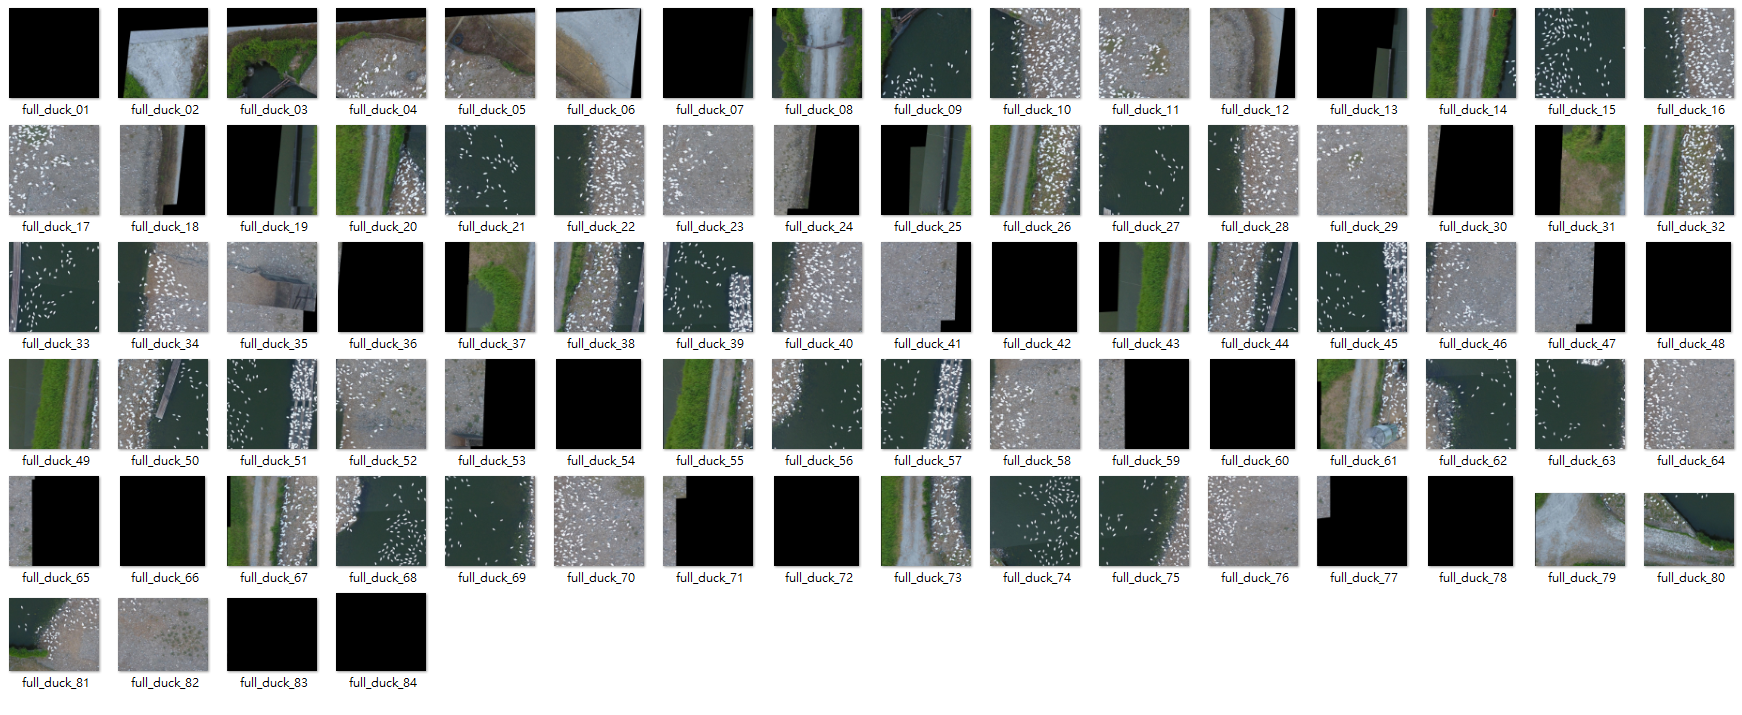 full_duck_01 full_duck_02 full_duck_03 full_duck_04 full_duck_05 full_duck_06 full_duck_07 full_duck_08 full_duck_09 full_duck_10 full_duck_11 full_duck_12 full_duck_13 full_duck_14 full_duck_15 full_duck_16
full_duck_17 full_duck_18 full_duck_19 full_duck_20 full_duck_21 full_duck_22 full_duck_23 full_duck_24 full_duck_25 full_duck_26 full_duck_27 full_duck_28 full_duck_29 full_duck_30 full_duck_31 full_duck_32
full_duck_33 full_duck_34 full_duck_35 full_duck_36 full_duck_37 full_duck_38 full_duck_39 full_duck_40 full_duck_41 full_duck_42 full_duck_43 full_duck_44 full_duck_45 full_duck_46 full_duck_47 full_duck_48
full_duck_49 full_duck_50 full_duck_51 full_duck_52 full_duck_53 full_duck_54 full_duck_55 full_duck_56 full_duck_57 full_duck_58 full_duck_59 full_duck_60 full_duck_61 full_duck_62 full_duck_63 full_duck_64
full_duck_65 full_duck_66 full_duck_67 full_duck_68 full_duck_69 full_duck_70 full_duck_71 full_duck_72 full_duck_73 full_duck_74 full_duck_75 full_duck_76 full_duck_77 full_duck_78 full_duck_79 full_duck_80
full_duck_81 full_duck_82 full_duck_83 full_duck_84